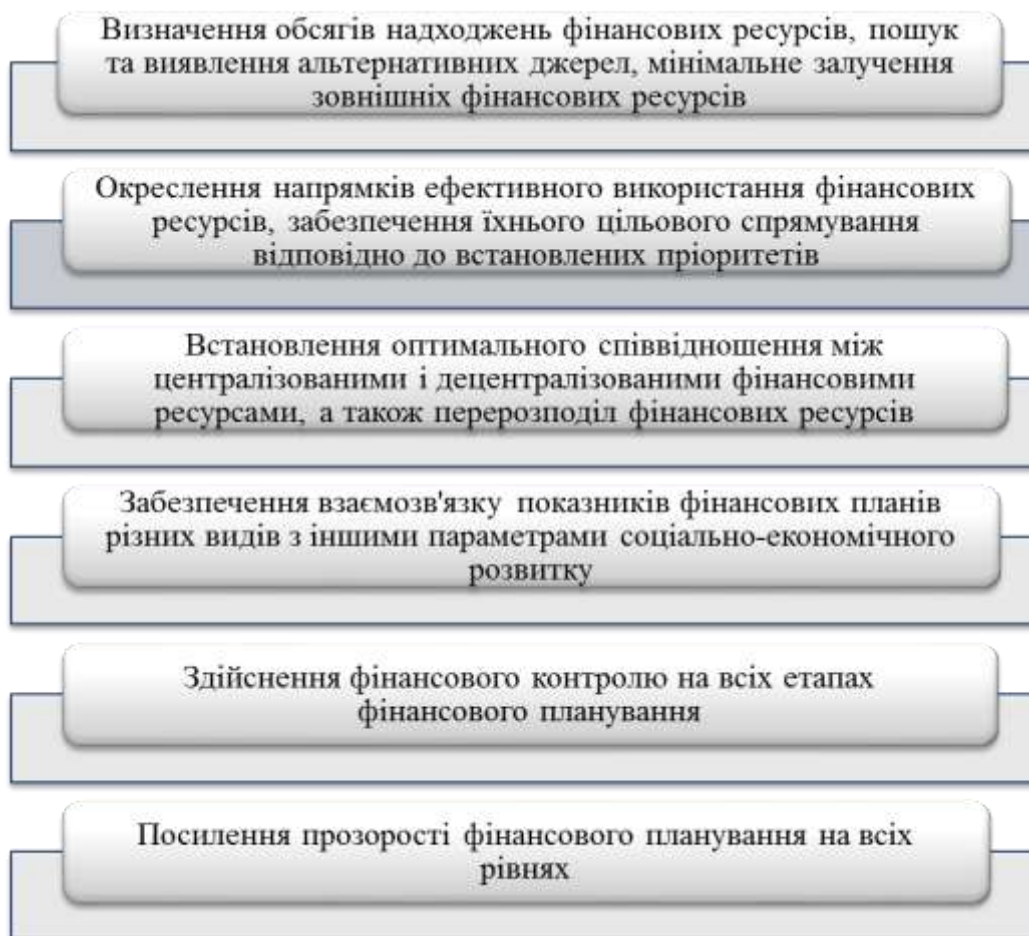 Визначення обсягів надходжень фінансових ресурсів, пошук
та виявлення альтернативних джерел, мінімальне залучення
зовнішніх фінансових ресурсів
Окреслення напрямків ефективного використання фінансових
ресурсів, забезпечення їхнього цільового спрямування
відповідно до встановлених пріоритетів
Встановлення оптимального співвідношення між
централізованими і децентралізованими фінансовими
ресурсами, а також перерозподіл фінансових ресурсів
Забезпечення взаємозв'язку показників фінансових планів
різних видів з іншими параметрами соціально-економічного
розвитку
Здійснення фінансового контролю на всіх етапах
фінансового планування
Посилення прозорості фінансового планування на всіх
рівнях